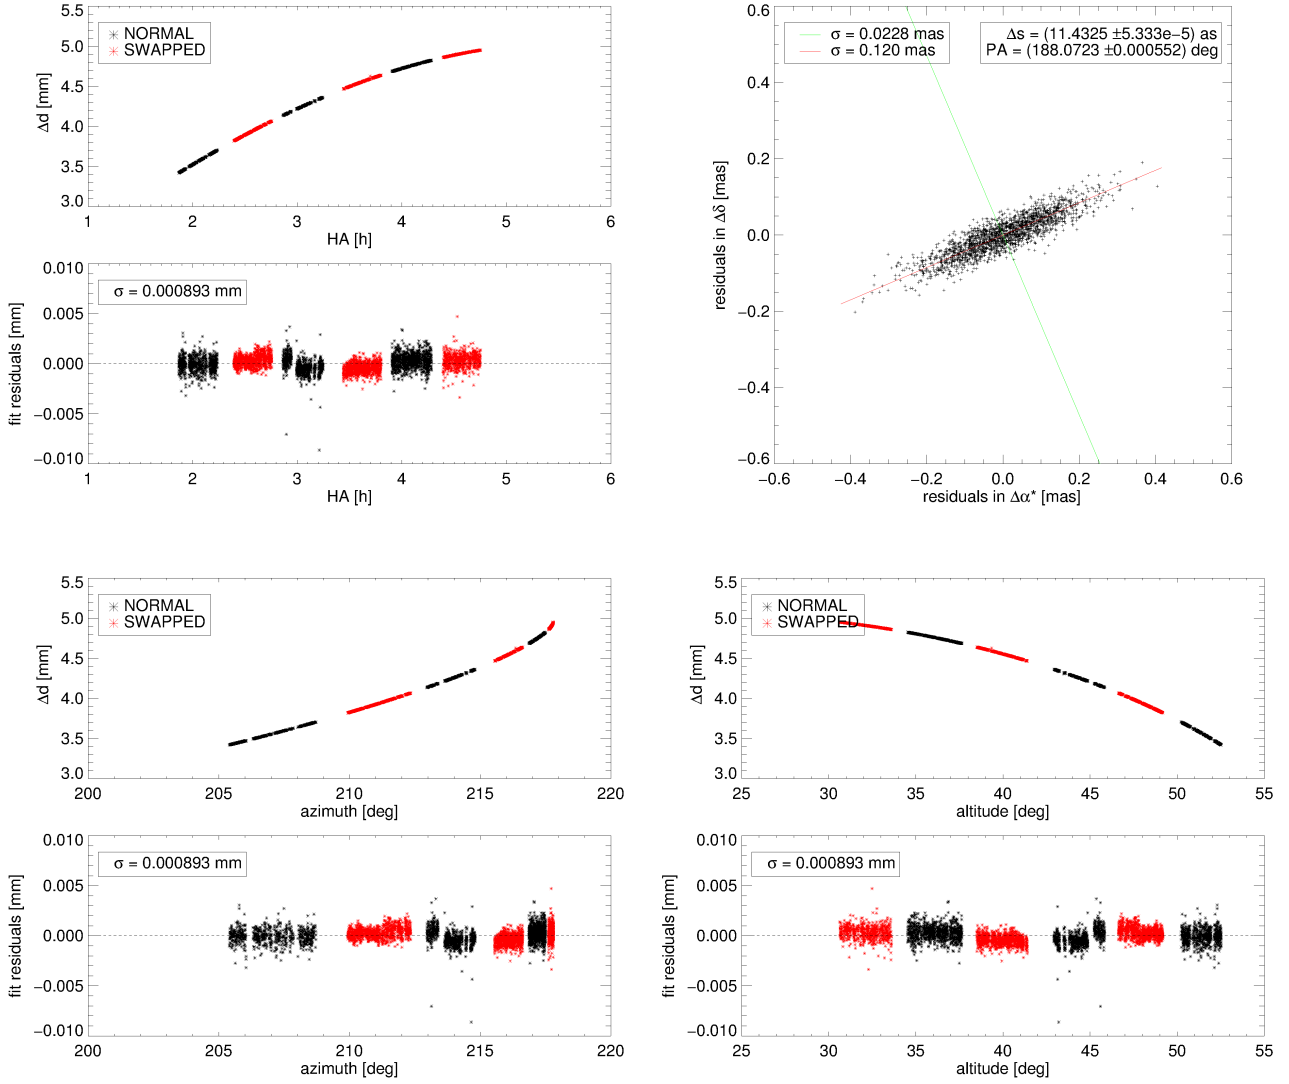 NORMAL
SWAPPED
5.5
5.0
4.5
4.0
3.5
3.0
Δd [mm]
1 2 3 4 5 6
HA [h]
σ = 0.000893 mm
0.010
0.005
0.000
−0.005
−0.010
fit residuals [mm]
1 2 3 4 5 6
HA [h]
σ = 0.0228 mas
σ = 0.120 mas
Δs = (11.4325 ±5.333e−5) as
PA = (188.0723 ±0.000552) deg
0.6
0.4
0.2
0.0
−0.2
−0.4
−0.6
residuals in Δδ [mas]
−0.6 −0.4 −0.2 0.0 0.2 0.4 0.6
residuals in Δα* [mas]
NORMAL
SWAPPED
5.5
5.0
4.5
4.0
3.5
3.0
Δd [mm]
200 205 210 215 220
azimuth [deg]
σ = 0.000893 mm
0.010
0.005
0.000
−0.005
−0.010
fit residuals [mm]
200 205 210 215 220
azimuth [deg]
NORMAL
SWAPPED
5.5
5.0
4.5
4.0
3.5
3.0
Δd [mm]
25 30 35 40 45 50 55
altitude [deg]
σ = 0.000893 mm
0.010
0.005
0.000
−0.005
−0.010
fit residuals [mm]
25 30 35 40 45 50 55
altitude [deg]